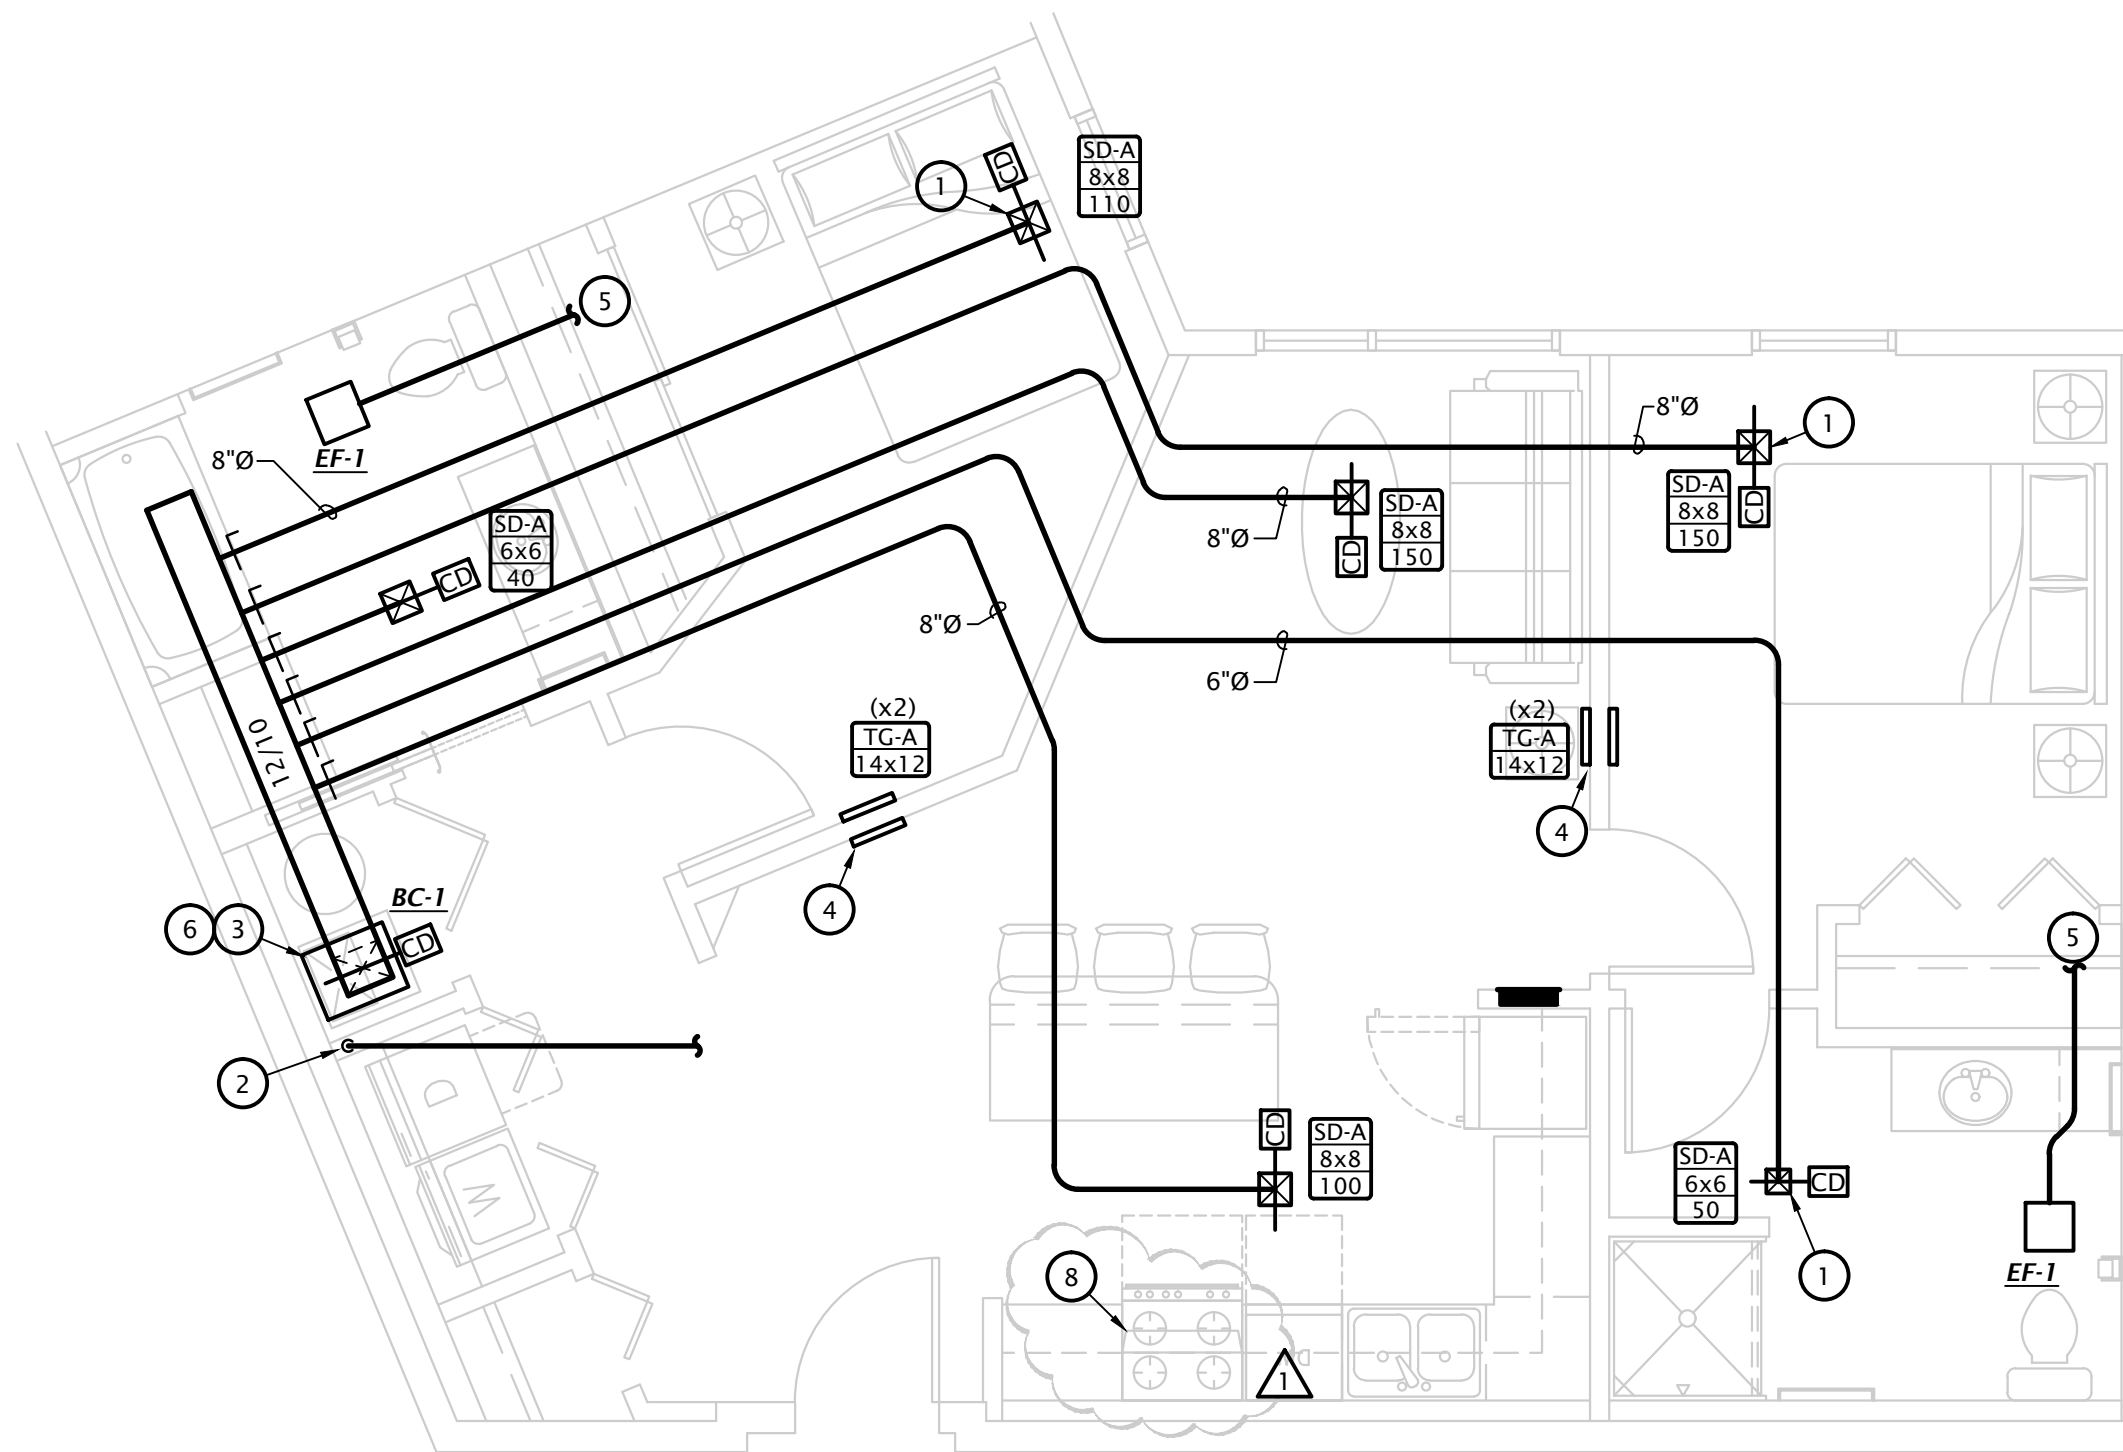 SD-A
8x8
110
CD
1
5
8"Ø
EF-1
8"Ø
1
SD-A
6x6
40
CD
SD-A
8x8
150
CD
8"Ø
SD-A
8x8
150
CD
8"Ø
6"Ø
12/10
(x2)
TG-A
14x12
4
(x2)
TG-A
14x12
4
BC-1
6
3
CD
2
D
W
5
CD
SD-A
8x8
100
SD-A
6x6
50
CD
1
EF-1
8
1